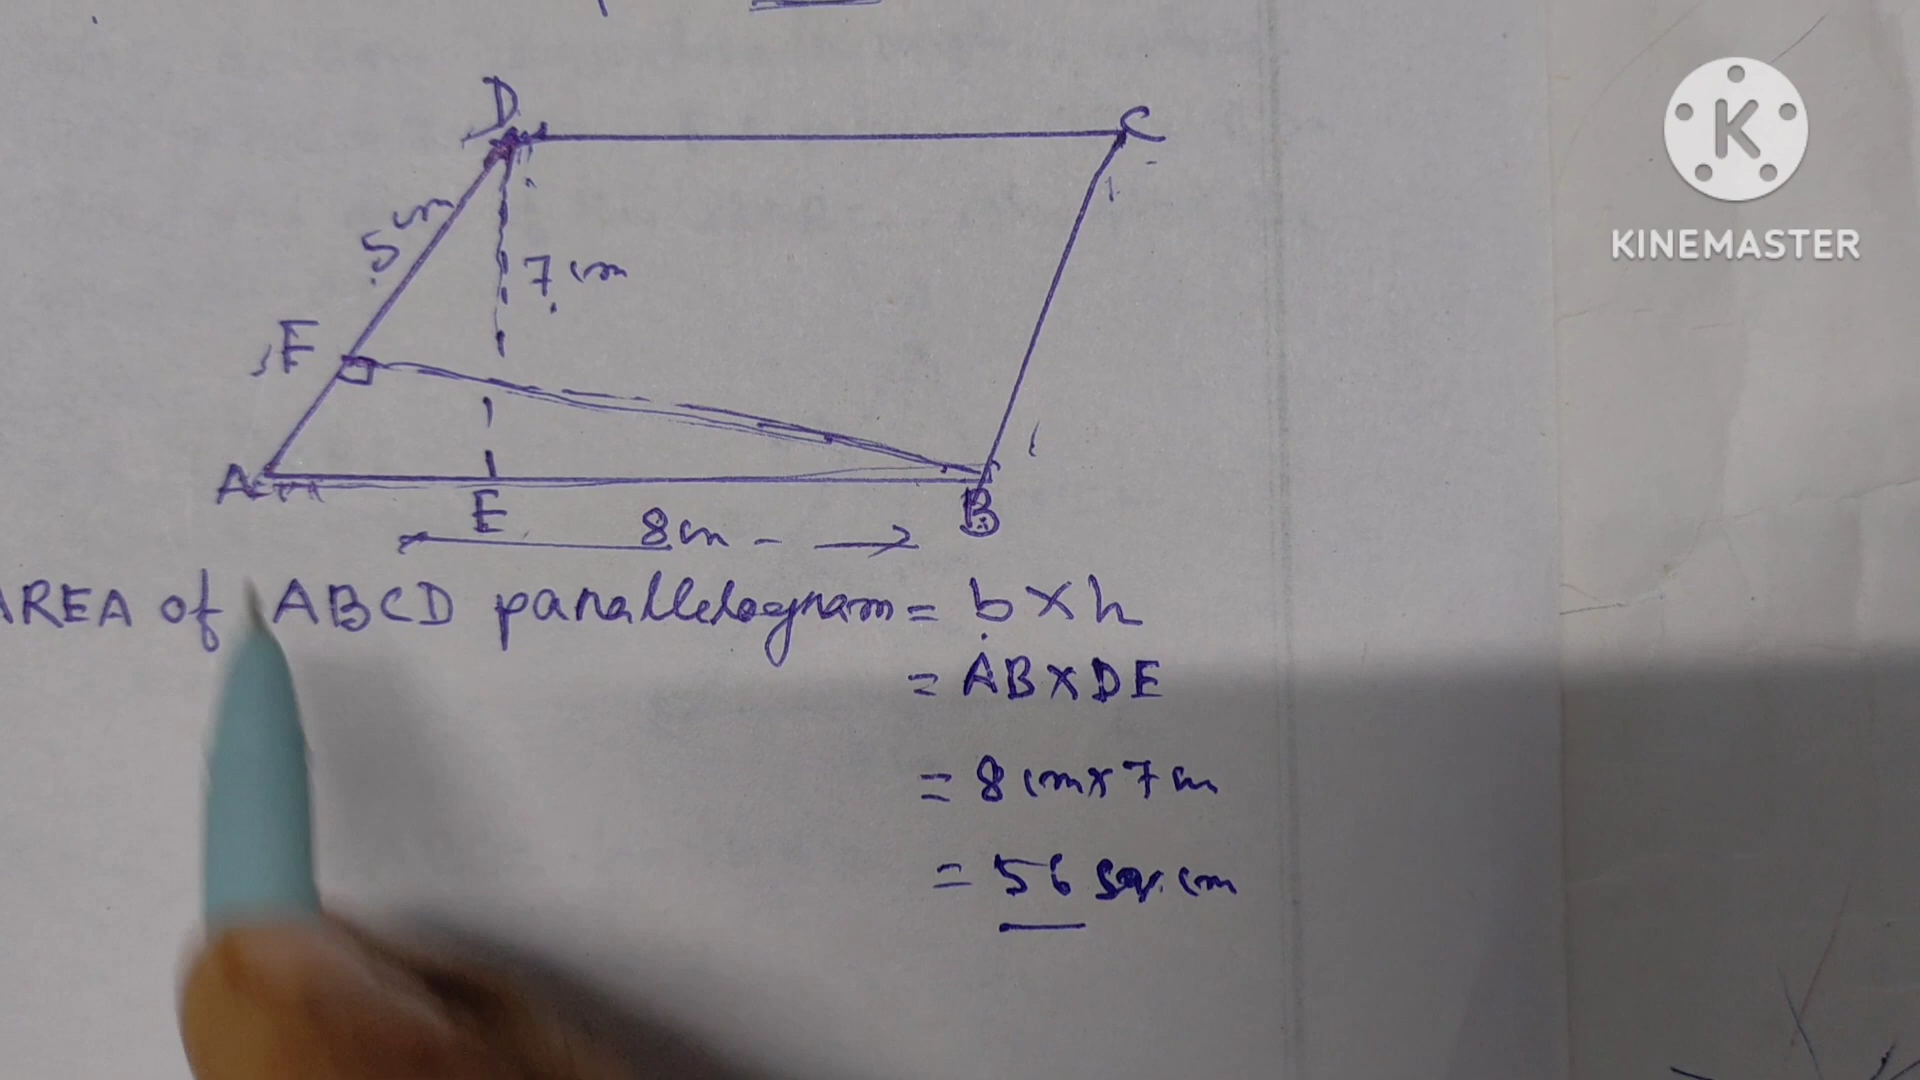 D
C
5cm
7cm
F
A
E
8cm
B
AREA of ABCD parallelogram = b×h
= AB×DE
= 8cm×7cm
= 56 sq.cm
K
KINEMASTER